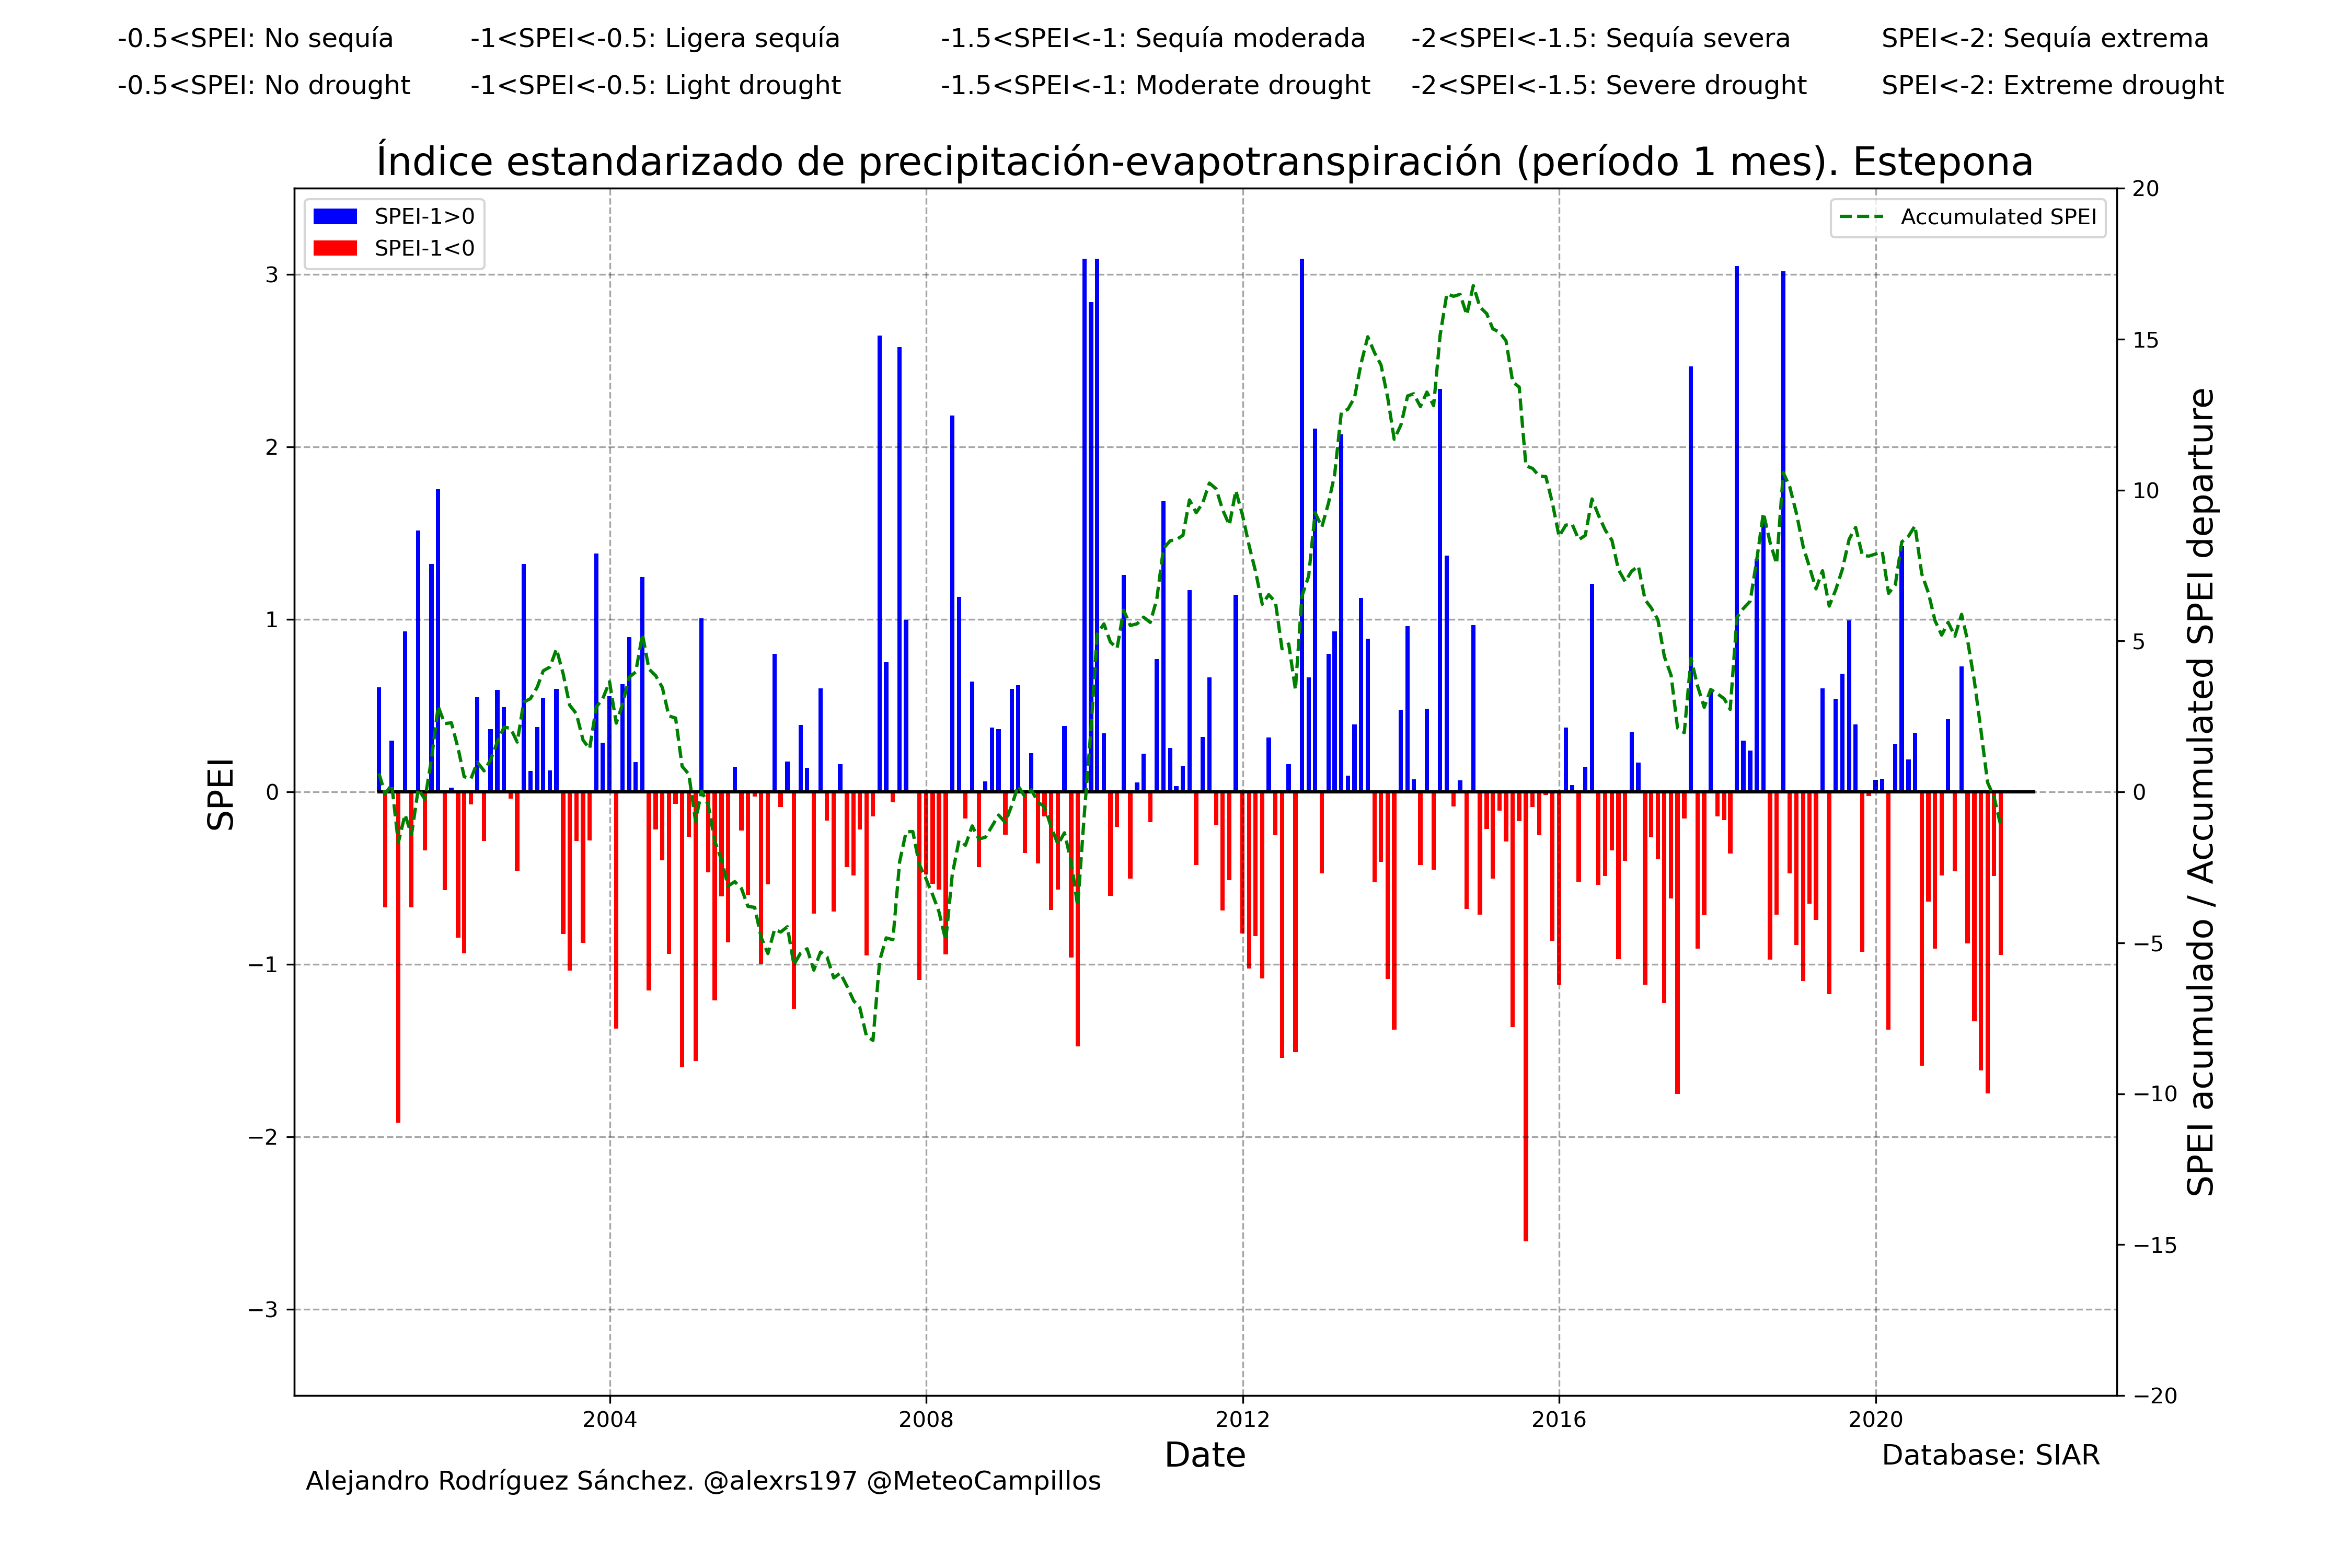 -0.5<SPEI: No sequía -1<SPEI<-0.5: Ligera sequía -1.5<SPEI<-1: Sequía moderada -2<SPEI<-1.5: Sequía severa SPEI<-2: Sequía extrema
-0.5<SPEI: No drought -1<SPEI<-0.5: Light drought -1.5<SPEI<-1: Moderate drought -2<SPEI<-1.5: Severe drought SPEI<-2: Extreme drought
Índice estandarizado de precipitación-evapotranspiración (período 1 mes). Estepona
SPEI-1>0
SPEI-1<0
Accumulated SPEI
SPEI
3
2
1
0
−1
−2
−3
20
15
10
5
0
−5
−10
−15
−20
SPEI acumulado / Accumulated SPEI departure
2004 2008 2012 2016 2020
Date
Database: SIAR
Alejandro Rodríguez Sánchez. @alexrs197 @MeteoCampillos